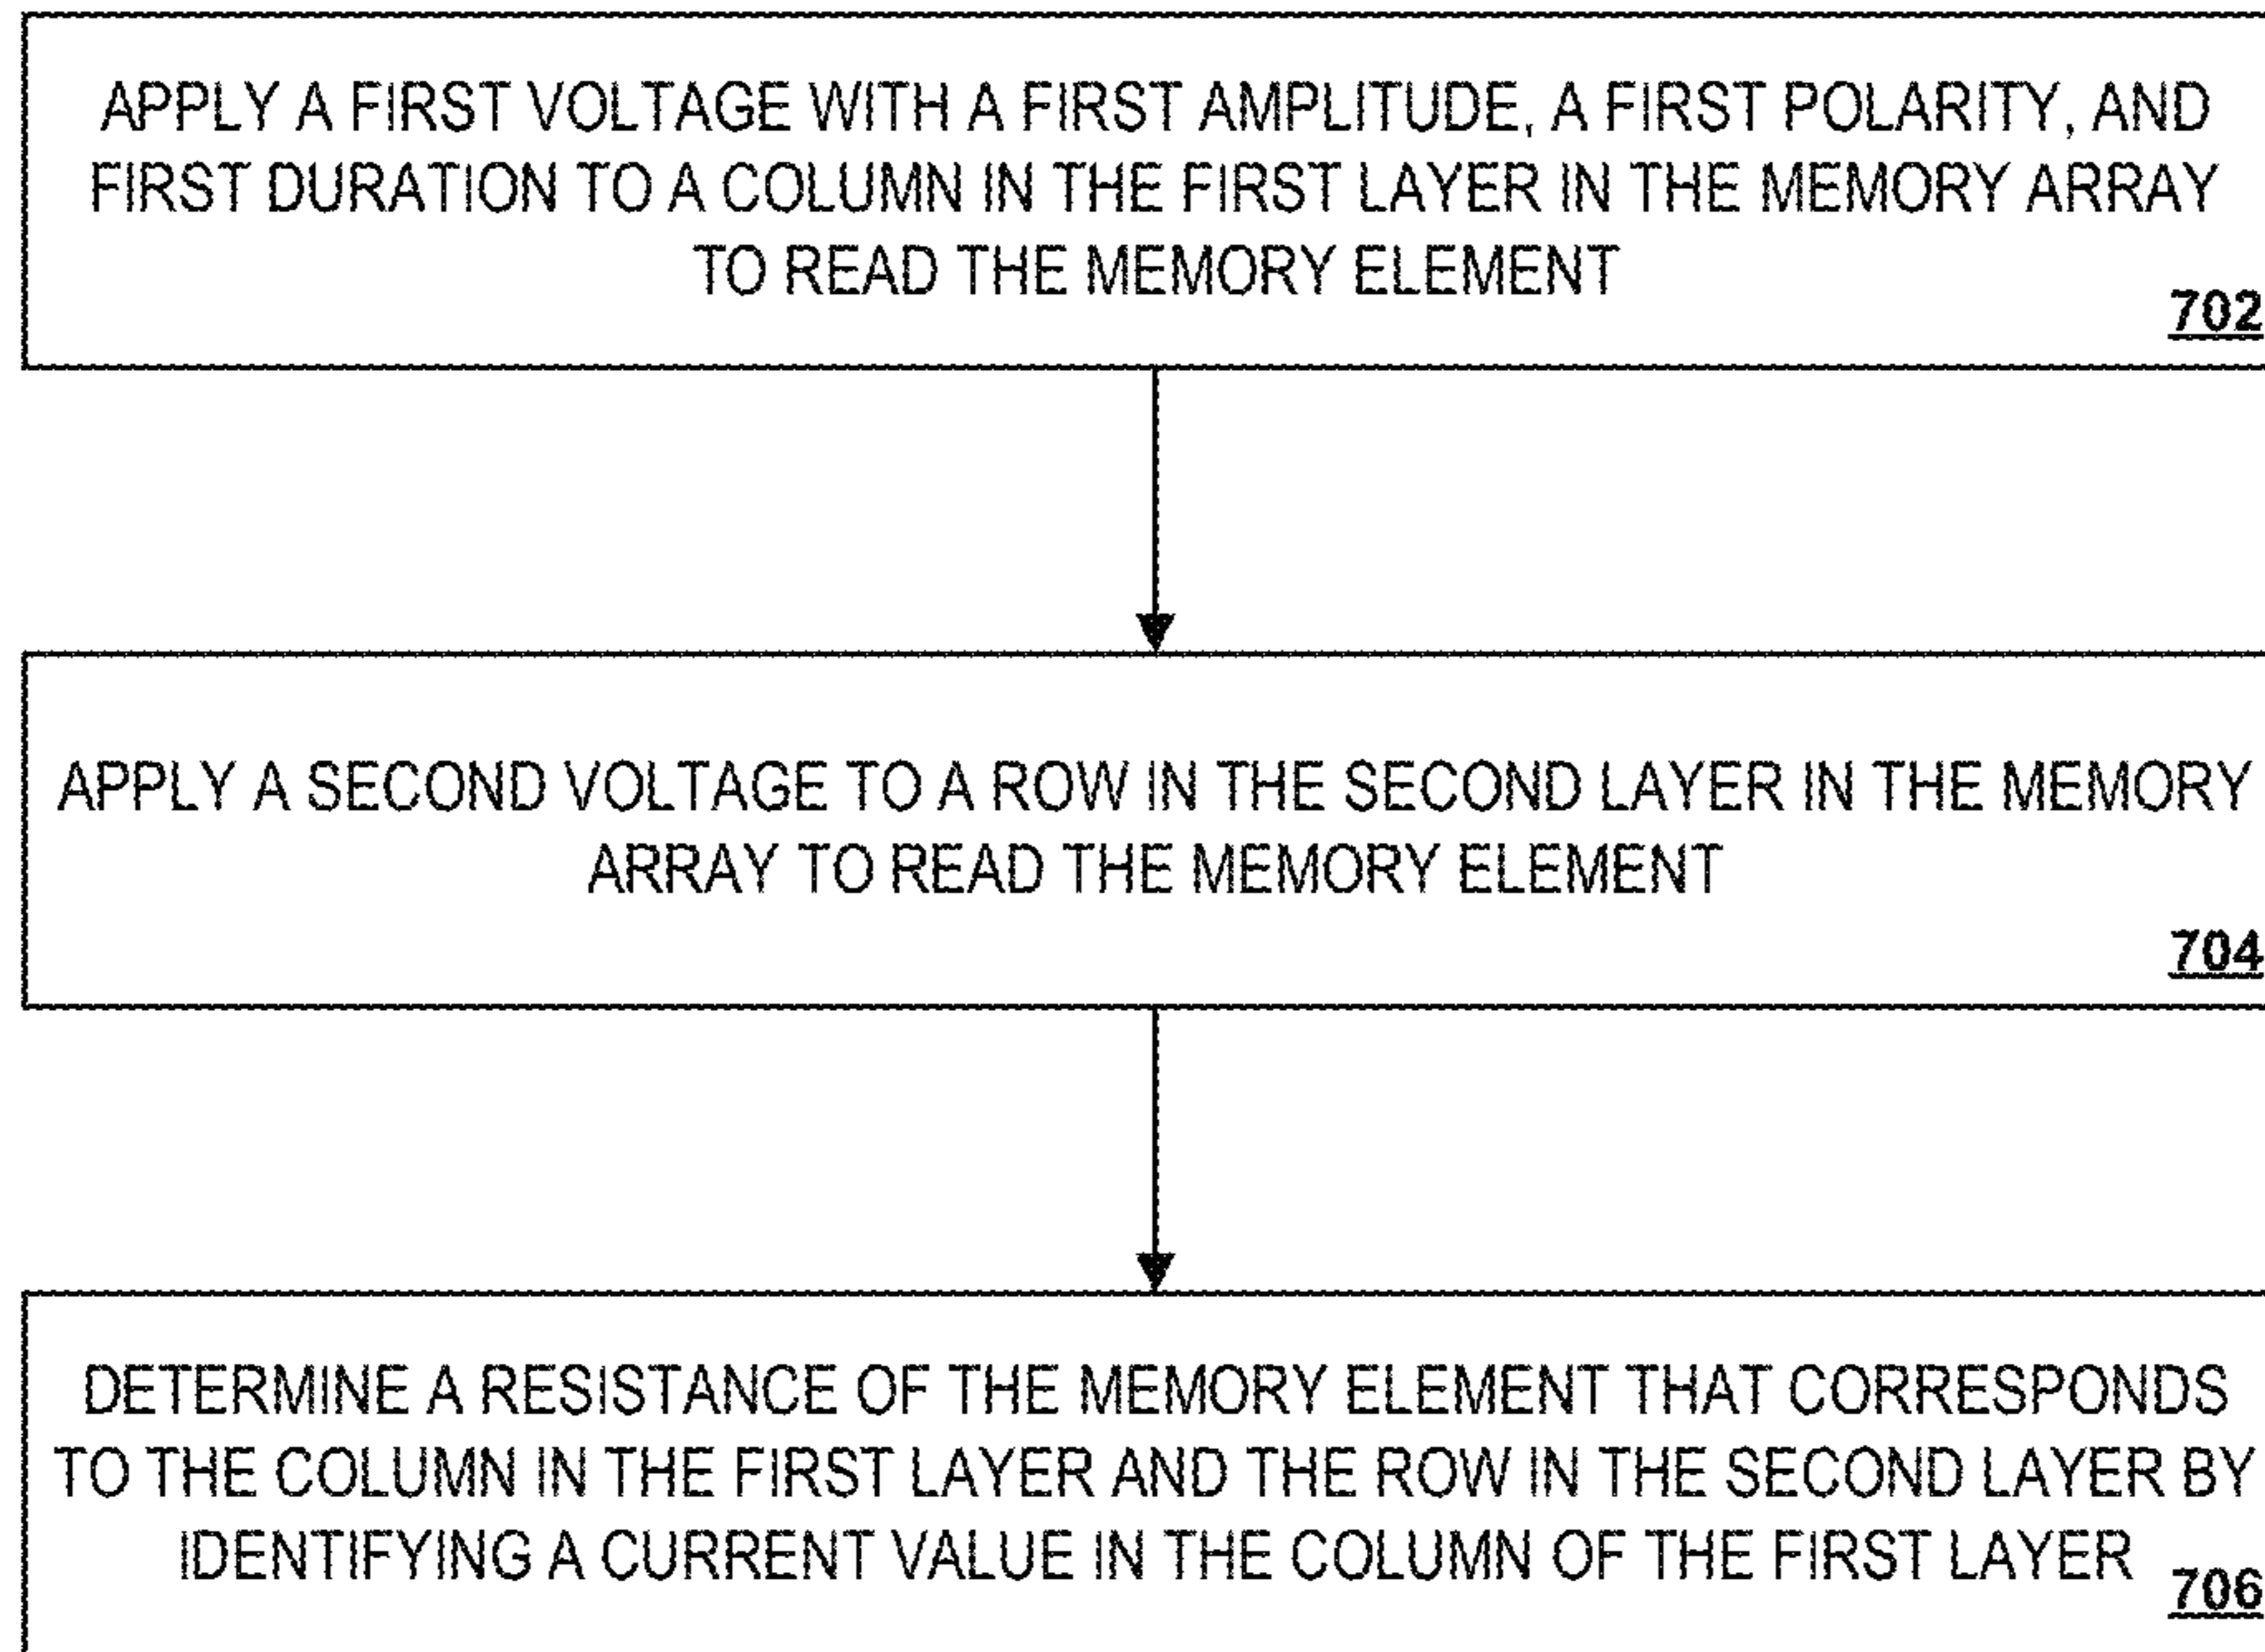 APPLY A FIRST VOLTAGE WITH A FIRST AMPLITUDE, A FIRST POLARITY, AND
FIRST DURATION TO A COLUMN IN THE FIRST LAYER IN THE MEMORY ARRAY
TO READ THE MEMORY ELEMENT
702
APPLY A SECOND VOLTAGE TO A ROW IN THE SECOND LAYER IN THE MEMORY
ARRAY TO READ THE MEMORY ELEMENT
704
DETERMINE A RESISTANCE OF THE MEMORY ELEMENT THAT CORRESPONDS
TO THE COLUMN IN THE FIRST LAYER AND THE ROW IN THE SECOND LAYER BY
IDENTIFYING A CURRENT VALUE IN THE COLUMN OF THE FIRST LAYER
706